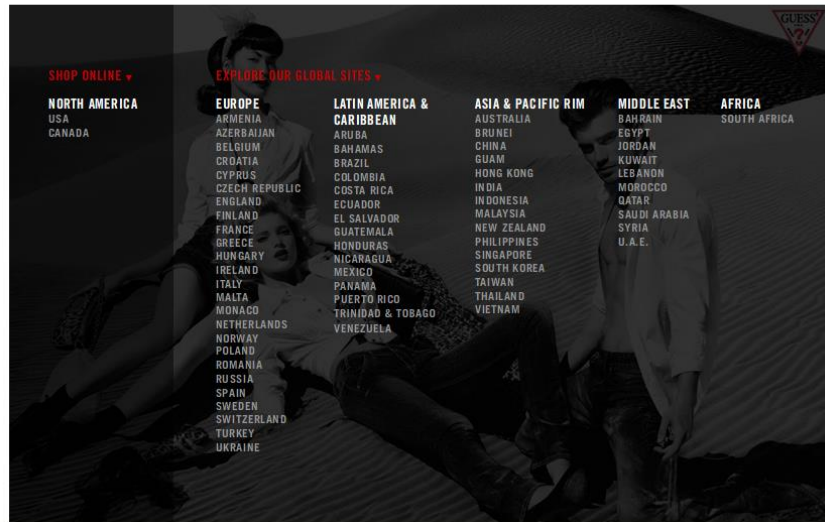 GUESS
?
SHOP ONLINE ▼
EXPLORE OUR GLOBAL SITES ▼
NORTH AMERICA
USA
CANADA
EUROPE
ARMENIA
AZERBAIJAN
BELGIUM
CROATIA
CYPRUS
CZECH REPUBLIC
ENGLAND
FINLAND
FRANCE
GREECE
HUNGARY
IRELAND
ITALY
MALTA
MONACO
NETHERLANDS
NORWAY
POLAND
ROMANIA
RUSSIA
SPAIN
SWEDEN
SWITZERLAND
TURKEY
UKRAINE
LATIN AMERICA &
CARIBBEAN
ARUBA
BAHAMAS
BRAZIL
COLOMBIA
COSTA RICA
ECUADOR
EL SALVADOR
GUATEMALA
HONDURAS
NICARAGUA
MEXICO
PANAMA
PUERTO RICO
TRINIDAD & TOBAGO
VENEZUELA
ASIA & PACIFIC RIM
AUSTRALIA
BRUNEI
CHINA
GUAM
HONG KONG
INDIA
INDONESIA
MALAYSIA
NEW ZEALAND
PHILIPPINES
SINGAPORE
SOUTH KOREA
TAIWAN
THAILAND
VIETNAM
MIDDLE EAST
BAHRAIN
EGYPT
JORDAN
KUWAIT
LEBANON
MOROCCO
QATAR
SAUDI ARABIA
SYRIA
U.A.E.
AFRICA
SOUTH AFRICA